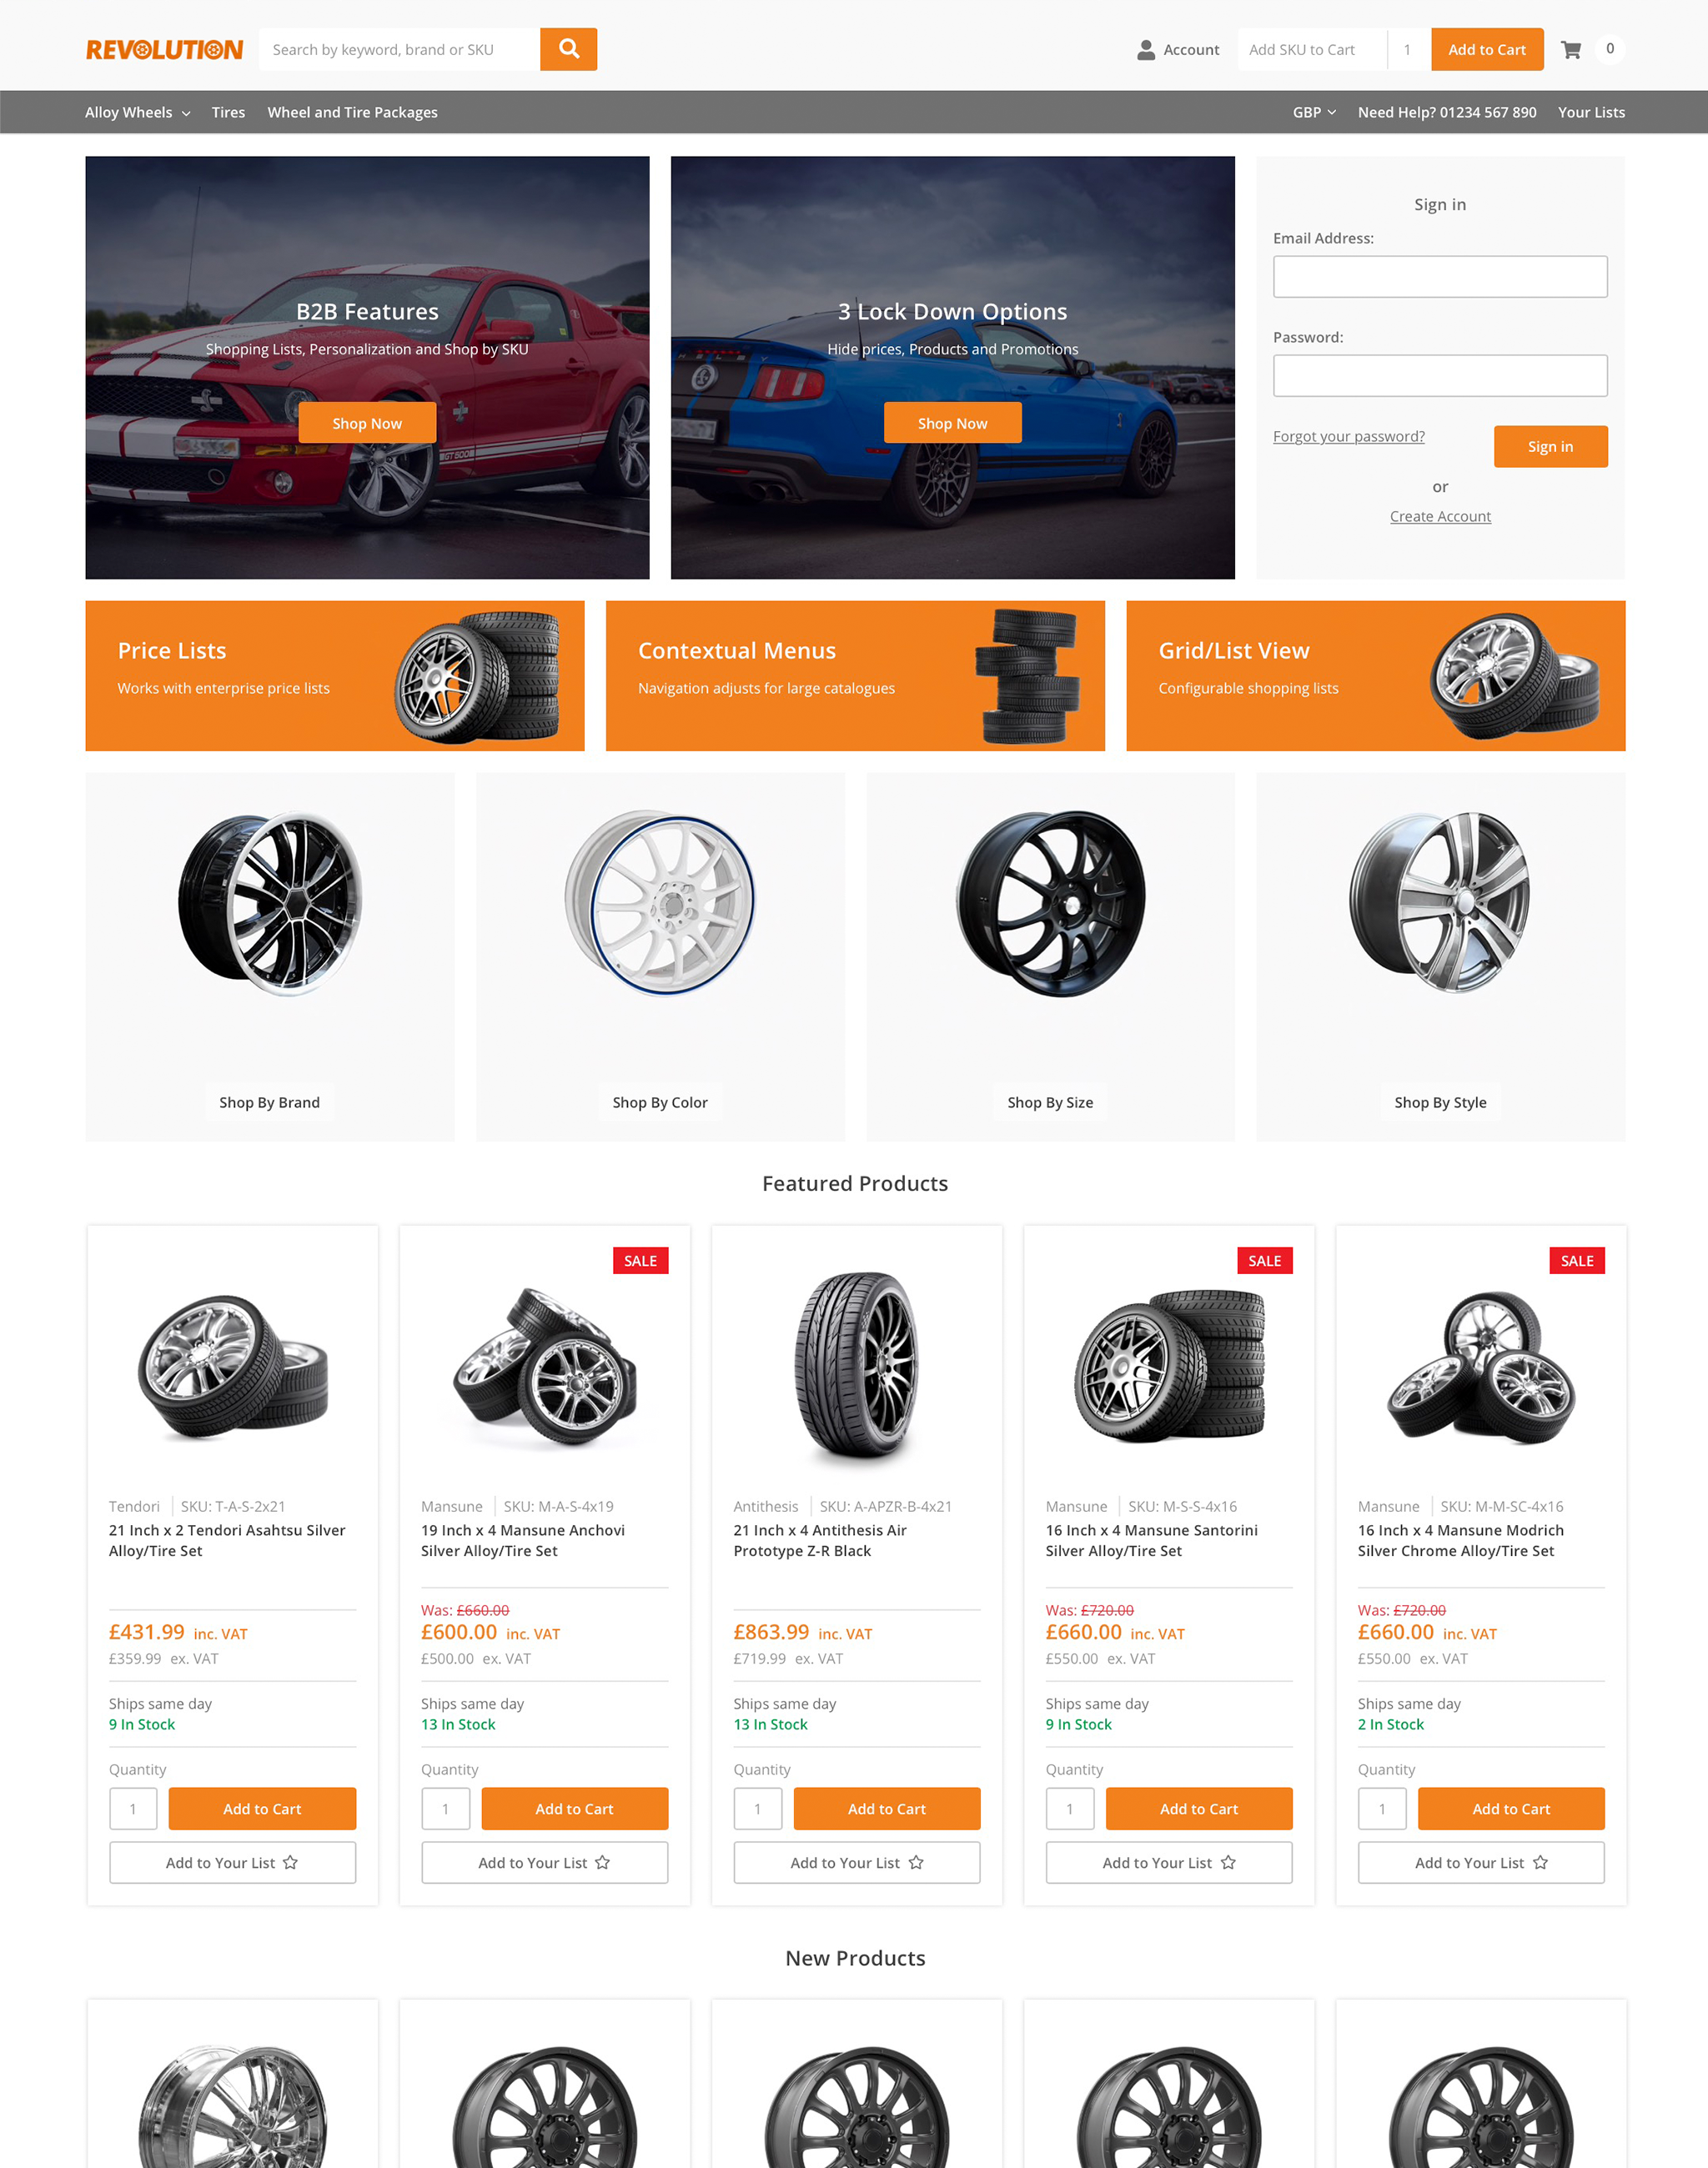 REVOLUTION
Search by keyword, brand or SKU
Account
Add SKU to Cart
1
Add to Cart
0
Alloy Wheels
Tires
Wheel and Tire Packages
GBP
Need Help? 01234 567 890
Your Lists
B2B Features
Shopping Lists, Personalization and Shop by SKU
Shop Now
GT 500
3 Lock Down Options
Hide prices, Products and Promotions
Shop Now
Sign in
Email Address:
Password:
Forgot your password?
Sign in
or
Create Account
Price Lists
Works with enterprise price lists
Contextual Menus
Navigation adjusts for large catalogues
Grid/List View
Configurable shopping lists
Shop By Brand
Shop By Color
Shop By Size
Shop By Style
Featured Products
Tendori
SKU: T-A-S-2x21
21 Inch x 2 Tendori Asahtsu Silver
Alloy/Tire Set
£431.99 inc. VAT
£359.99 ex. VAT
Ships same day
9 In Stock
Quantity
1
Add to Cart
Add to Your List
SALE
Mansune
SKU: M-A-S-4x19
19 Inch x 4 Mansune Anchovi
Silver Alloy/Tire Set
Was: £660.00
£600.00 inc. VAT
£500.00 ex. VAT
Ships same day
13 In Stock
Quantity
1
Add to Cart
Add to Your List
Antithesis
SKU: A-APZR-B-4x21
21 Inch x 4 Antithesis Air
Prototype Z-R Black
£863.99 inc. VAT
£719.99 ex. VAT
Ships same day
13 In Stock
Quantity
1
Add to Cart
Add to Your List
SALE
Mansune
SKU: M-S-S-4x16
16 Inch x 4 Mansune Santorini
Silver Alloy/Tire Set
Was: £720.00
£660.00 inc. VAT
£550.00 ex. VAT
Ships same day
9 In Stock
Quantity
1
Add to Cart
Add to Your List
SALE
Mansune
SKU: M-M-SC-4x16
16 Inch x 4 Mansune Modrich
Silver Chrome Alloy/Tire Set
Was: £720.00
£660.00 inc. VAT
£550.00 ex. VAT
Ships same day
2 In Stock
Quantity
1
Add to Cart
Add to Your List
New Products